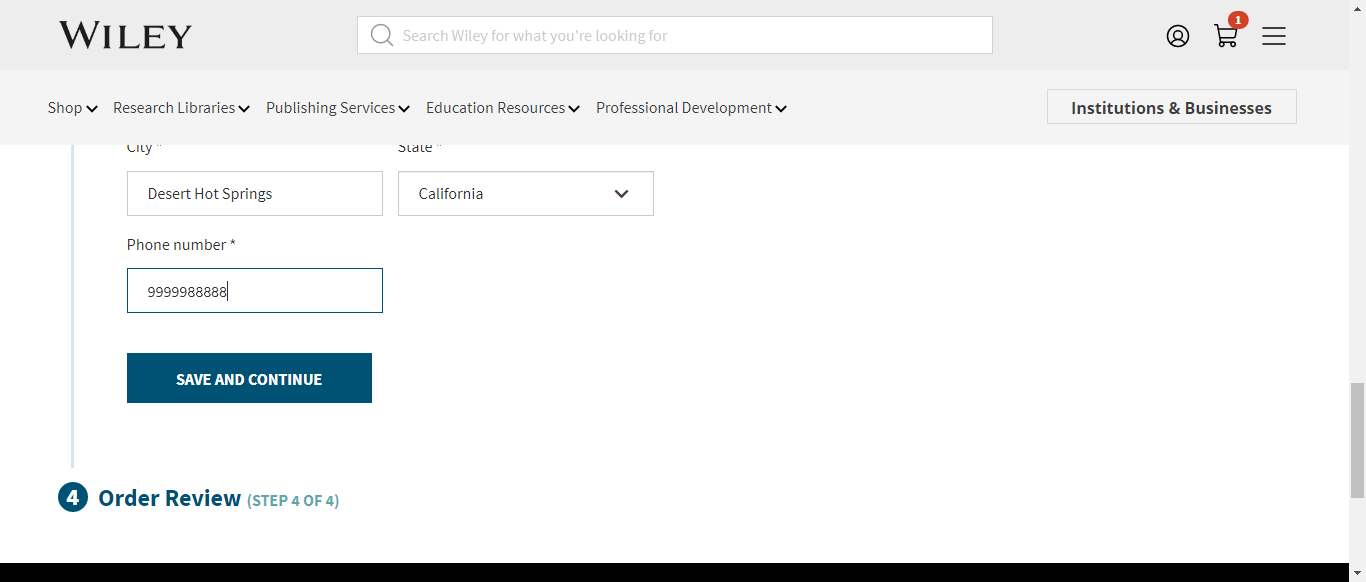 WILEY
Search Wiley for what you're looking for
1
Shop
Research Libraries
Publishing Services
Education Resources
Professional Development
Institutions & Businesses
City *
State *
Desert Hot Springs
California
Phone number *
9999988888
SAVE AND CONTINUE
4 Order Review (STEP 4 OF 4)